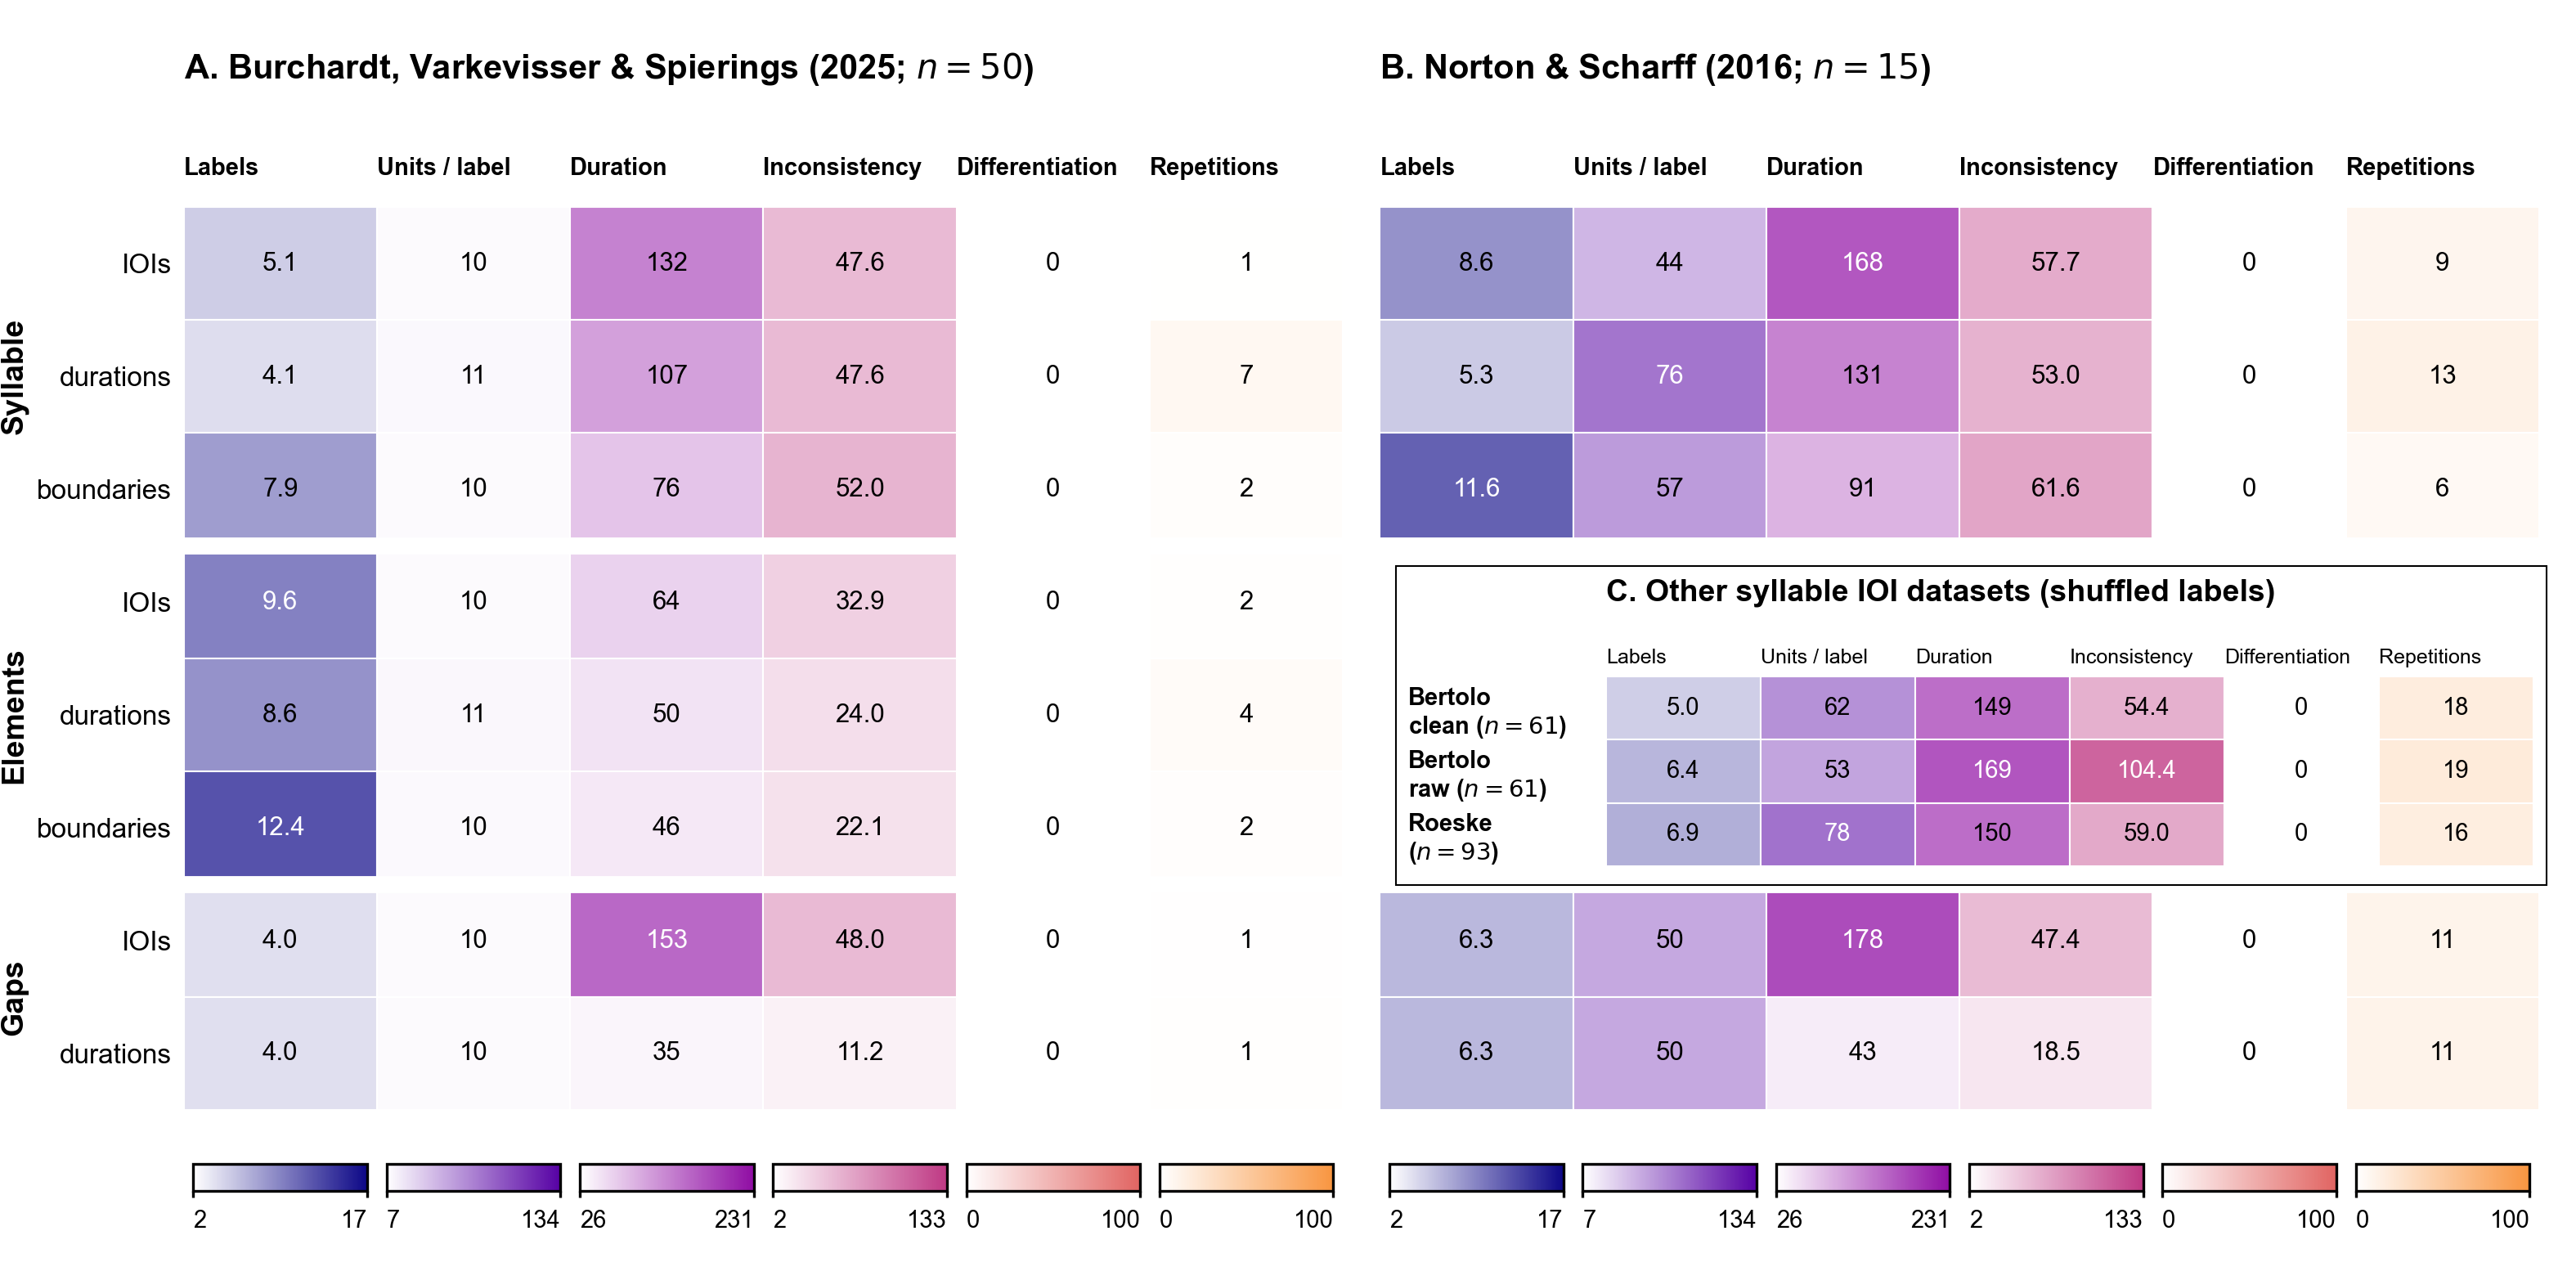 A. Burchardt, Varkevisser & Spierings (2025; n = 50)
Labels Units / label Duration Inconsistency Differentiation Repetitions
Syllable
IOIs 5.1 10 132 47.6 0 1
durations 4.1 11 107 47.6 0 7
boundaries 7.9 10 76 52.0 0 2
Elements
IOIs 9.6 10 64 32.9 0 2
durations 8.6 11 50 24.0 0 4
boundaries 12.4 10 46 22.1 0 2
Gaps
IOIs 4.0 10 153 48.0 0 1
durations 4.0 10 35 11.2 0 1
2 17 7 134 26 231 2 133 0 100 0 100
B. Norton & Scharff (2016; n = 15)
Labels Units / label Duration Inconsistency Differentiation Repetitions
8.6 44 168 57.7 0 9
5.3 76 131 53.0 0 13
11.6 57 91 61.6 0 6
C. Other syllable IOI datasets (shuffled labels)
Labels Units / label Duration Inconsistency Differentiation Repetitions
Bertolo
clean (n = 61) 5.0 62 149 54.4 0 18
Bertolo
raw (n = 61) 6.4 53 169 104.4 0 19
Roeske
(n = 93) 6.9 78 150 59.0 0 16
6.3 50 178 47.4 0 11
6.3 50 43 18.5 0 11
2 17 7 134 26 231 2 133 0 100 0 100